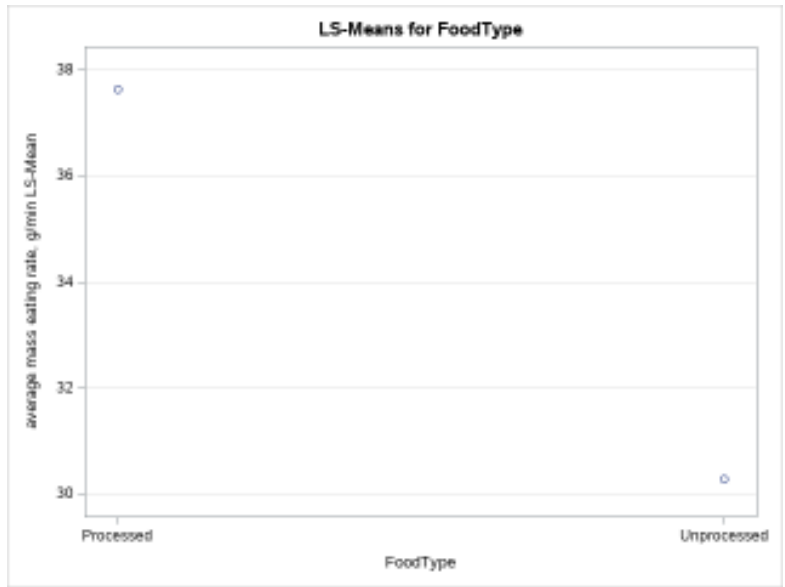 LS-Means for FoodType
average mass eating rate, g/min LS-Mean
38
36
34
32
30
Processed Unprocessed
FoodType